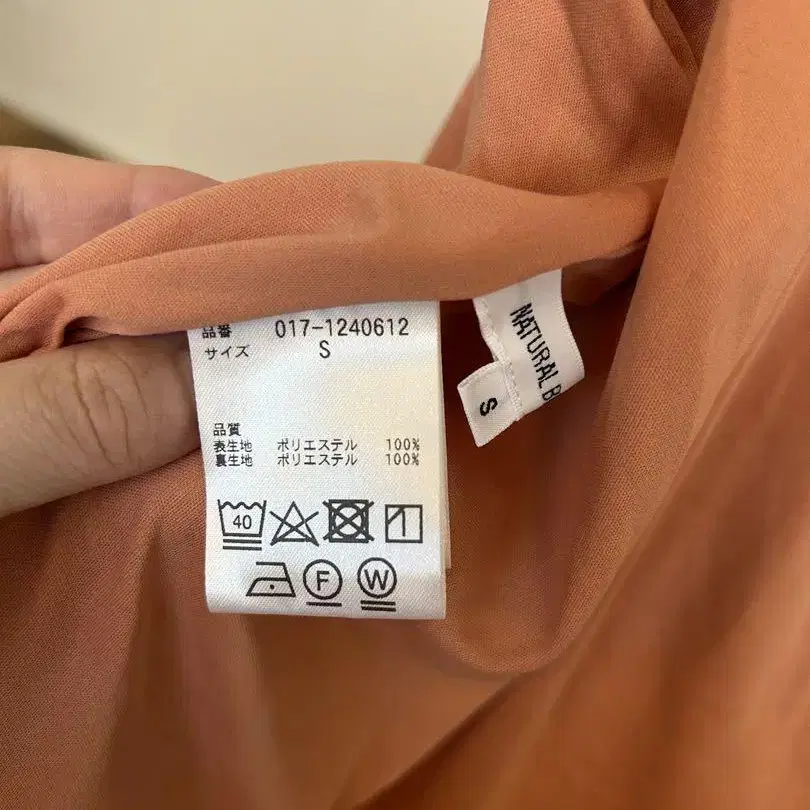 品番 017-1240612
サイズ S
品質
表生地 ポリエステル 100%
裏生地 ポリエステル 100%
40
F W
NATURAL
S